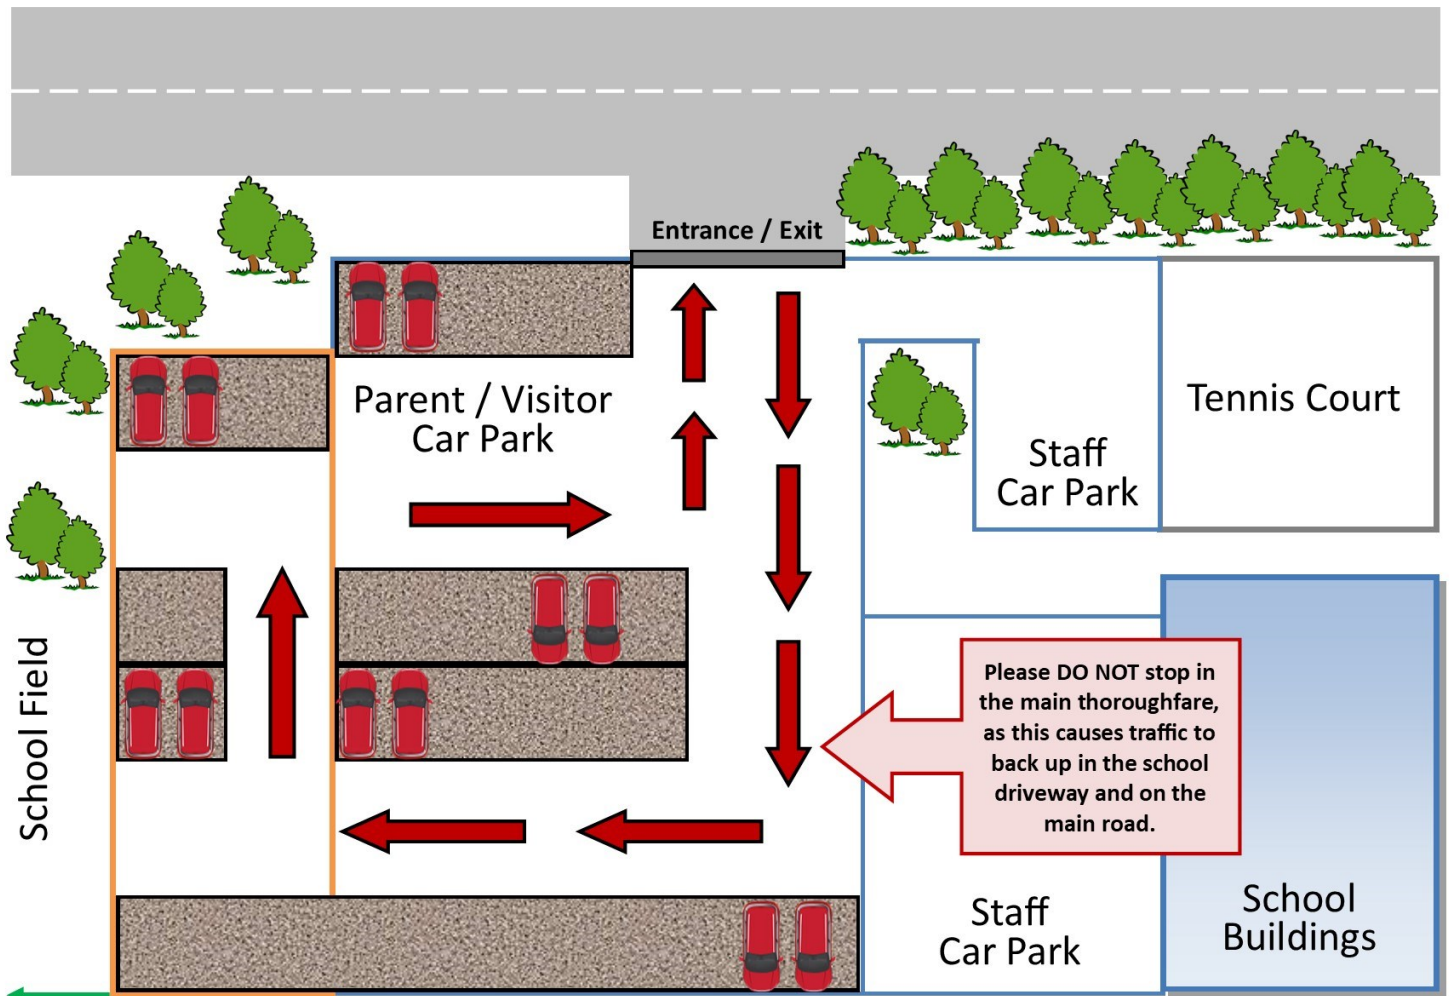 Entrance / Exit
Parent / Visitor
Car Park
Tennis Court
Staff
Car Park
School Field
Please DO NOT stop in
the main thoroughfare,
as this causes traffic to
back up in the school
driveway and on the
main road.
Staff
Car Park
School
Buildings